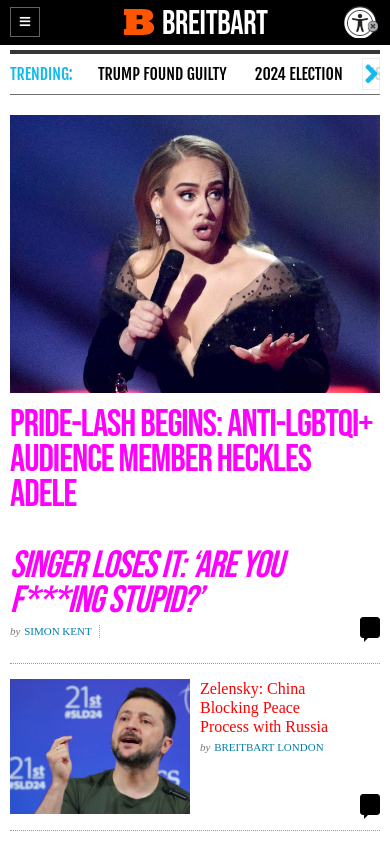 BREITBART
TRENDING: TRUMP FOUND GUILTY 2024 ELECTION
PRIDE-LASH BEGINS: ANTI-LGBTQI+
AUDIENCE MEMBER HECKLES
ADELE
SINGER LOSES IT: ‘ARE YOU
F***ING STUPID?’
by SIMON KENT
21st
#SLD24
21st
#SLD24
Zelensky: China
Blocking Peace
Process with Russia
by BREITBART LONDON